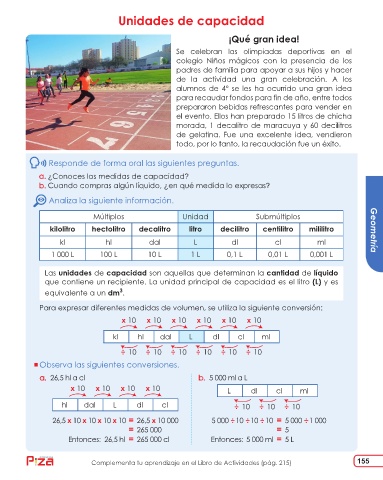 Unidades de capacidad
¡Qué gran idea!
Se celebran las olimpiadas deportivas en el
colegio Niños mágicos con la presencia de los
padres de familia para apoyar a sus hijos y hacer
de la actividad una gran celebración. A los
alumnos de 4° se les ha ocurrido una gran idea
para recaudar fondos para fin de año, entre todos
prepararon bebidas refrescantes para vender en
el evento. Ellos han preparado 15 litros de chicha
morada, 1 decalitro de maracuya y 60 decilitros
de gelatina. Fue una excelente idea, vendieron
todo, por lo tanto, la recaudación fue un éxito.
Responde de forma oral las siguientes preguntas.
a. ¿Conoces las medidas de capacidad?
b. Cuando compras algún líquido, ¿en qué medida lo expresas?
Analiza la siguiente información.
Múltiplos Unidad Submúltiplos
kilolitro hectolitro decalitro litro decilitro centilitro mililitro
kl hl dal L dl cl ml
1 000 L 100 L 10 L 1 L 0,1 L 0,01 L 0,001 L
Geometría
Las unidades de capacidad son aquellas que determinan la cantidad de líquido
que contiene un recipiente. La unidad principal de capacidad es el litro (L) y es
equivalente a un dm³.
Para expresar diferentes medidas de volumen, se utiliza la siguiente conversión:
x 10 x 10 x 10 x 10 x 10 x 10
kl hl dal L dl cl ml
÷ 10 ÷ 10 ÷ 10 ÷ 10 ÷ 10 ÷ 10
Observa las siguientes conversiones.
a. 26,5 hl a cl
x 10 x 10 x 10 x 10
hl dal L dl cl
26,5 x 10 x 10 x 10 x 10 = 26,5 x 10 000
= 265 000
Entonces: 26,5 hl = 265 000 cl
b. 5 000 ml a L
L dl cl ml
÷ 10 ÷ 10 ÷ 10
5 000 ÷ 10 ÷ 10 ÷ 10 = 5 000 ÷ 1 000
= 5
Entonces: 5 000 ml = 5 L
Complementa tu aprendizaje en el Libro de Actividades (pág. 215)
155